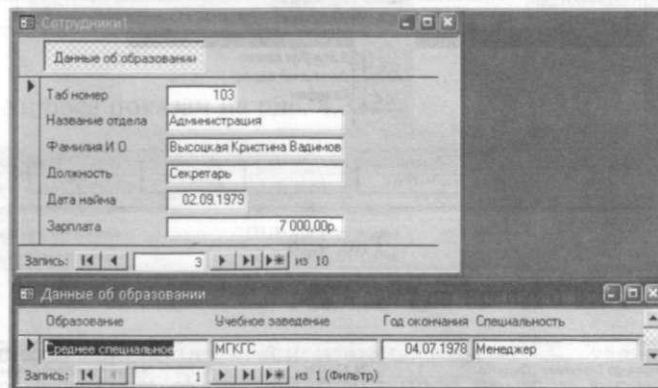 Сотрудники1
Данные об образовании
Таб номер 103
Название отдела Администрация
Фамилия И О Высоцкая Кристина Вадимов
Должность Секретарь
Дата найма 02.09.1979
Зарплата 7 000,00р.
Запись: 3 из 10
Данные об образовании
Образование Учебное заведение Год окончания Специальность
Среднее специальное МГКГС 04.07.1978 Менеджер
Запись: 1 из 1 (Фильтр)